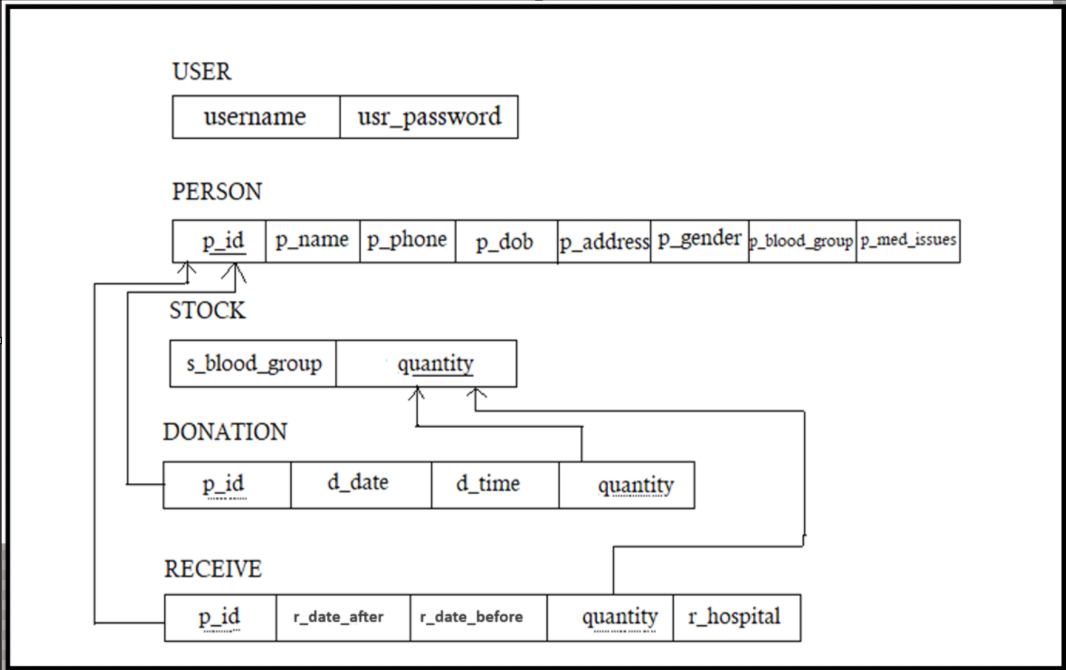 USER
username usr_password
PERSON
p_id p_name p_phone p_dob p_address p_gender p_blood_group p_med_issues
STOCK
s_blood_group quantity
DONATION
p_id d_date d_time quantity
RECEIVE
p_id r_date_after r_date_before quantity r_hospital